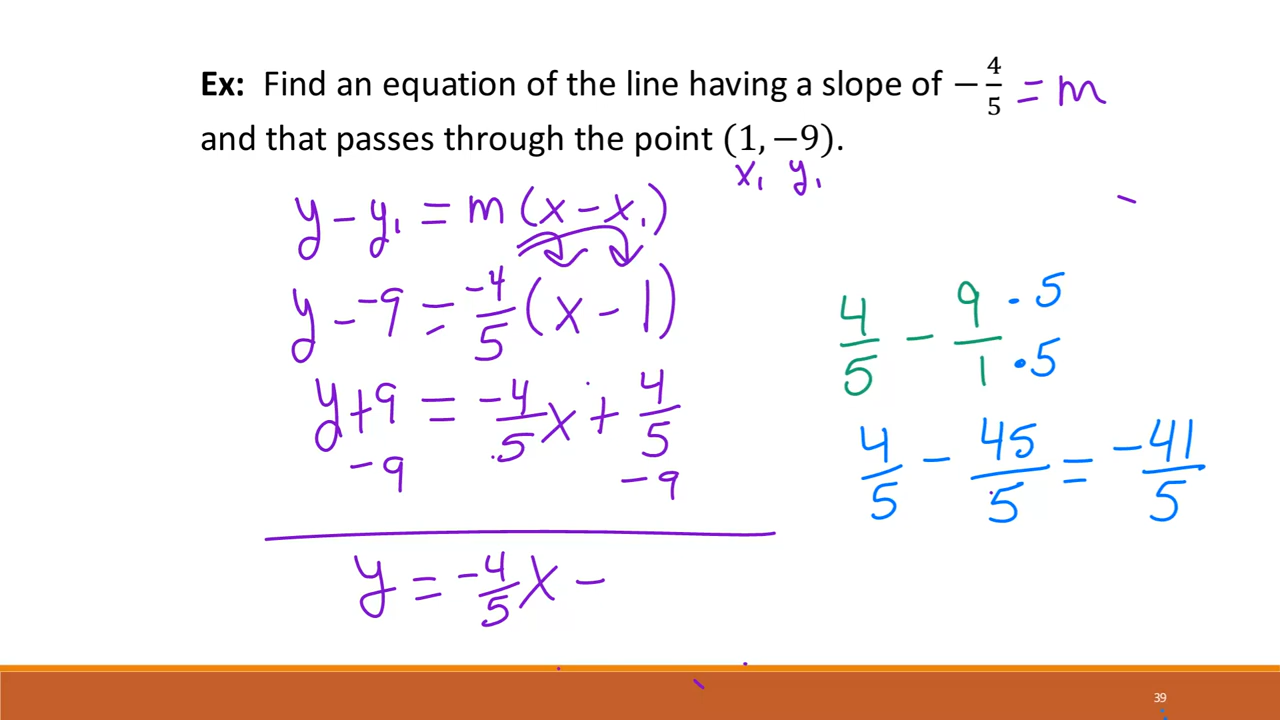 Ex: Find an equation of the line having a slope of −4/5 = m
and that passes through the point (1, −9).
x₁ y₁
y − y₁ = m(x − x₁)
y − −9 = −4/5 (x − 1)
y + 9 = −4/5 x + 4/5
−9 −9
y = −4/5 x −
4/5 − 9/1 · 5 · 5
4/5 − 45/5 = −41/5
39